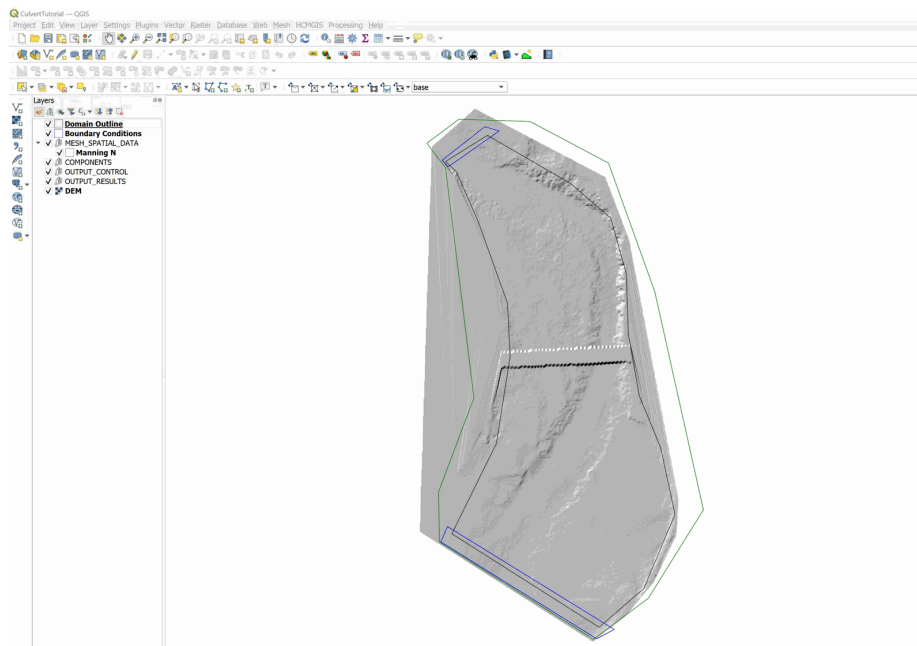 CulvertTutorial — QGIS
Project Edit View Layer Settings Plugins Vector Raster Database Web Mesh HCMGIS Processing Help
base
Layers
Domain Outline
Boundary Conditions
MESH_SPATIAL_DATA
Manning N
COMPONENTS
OUTPUT_CONTROL
OUTPUT_RESULTS
DEM